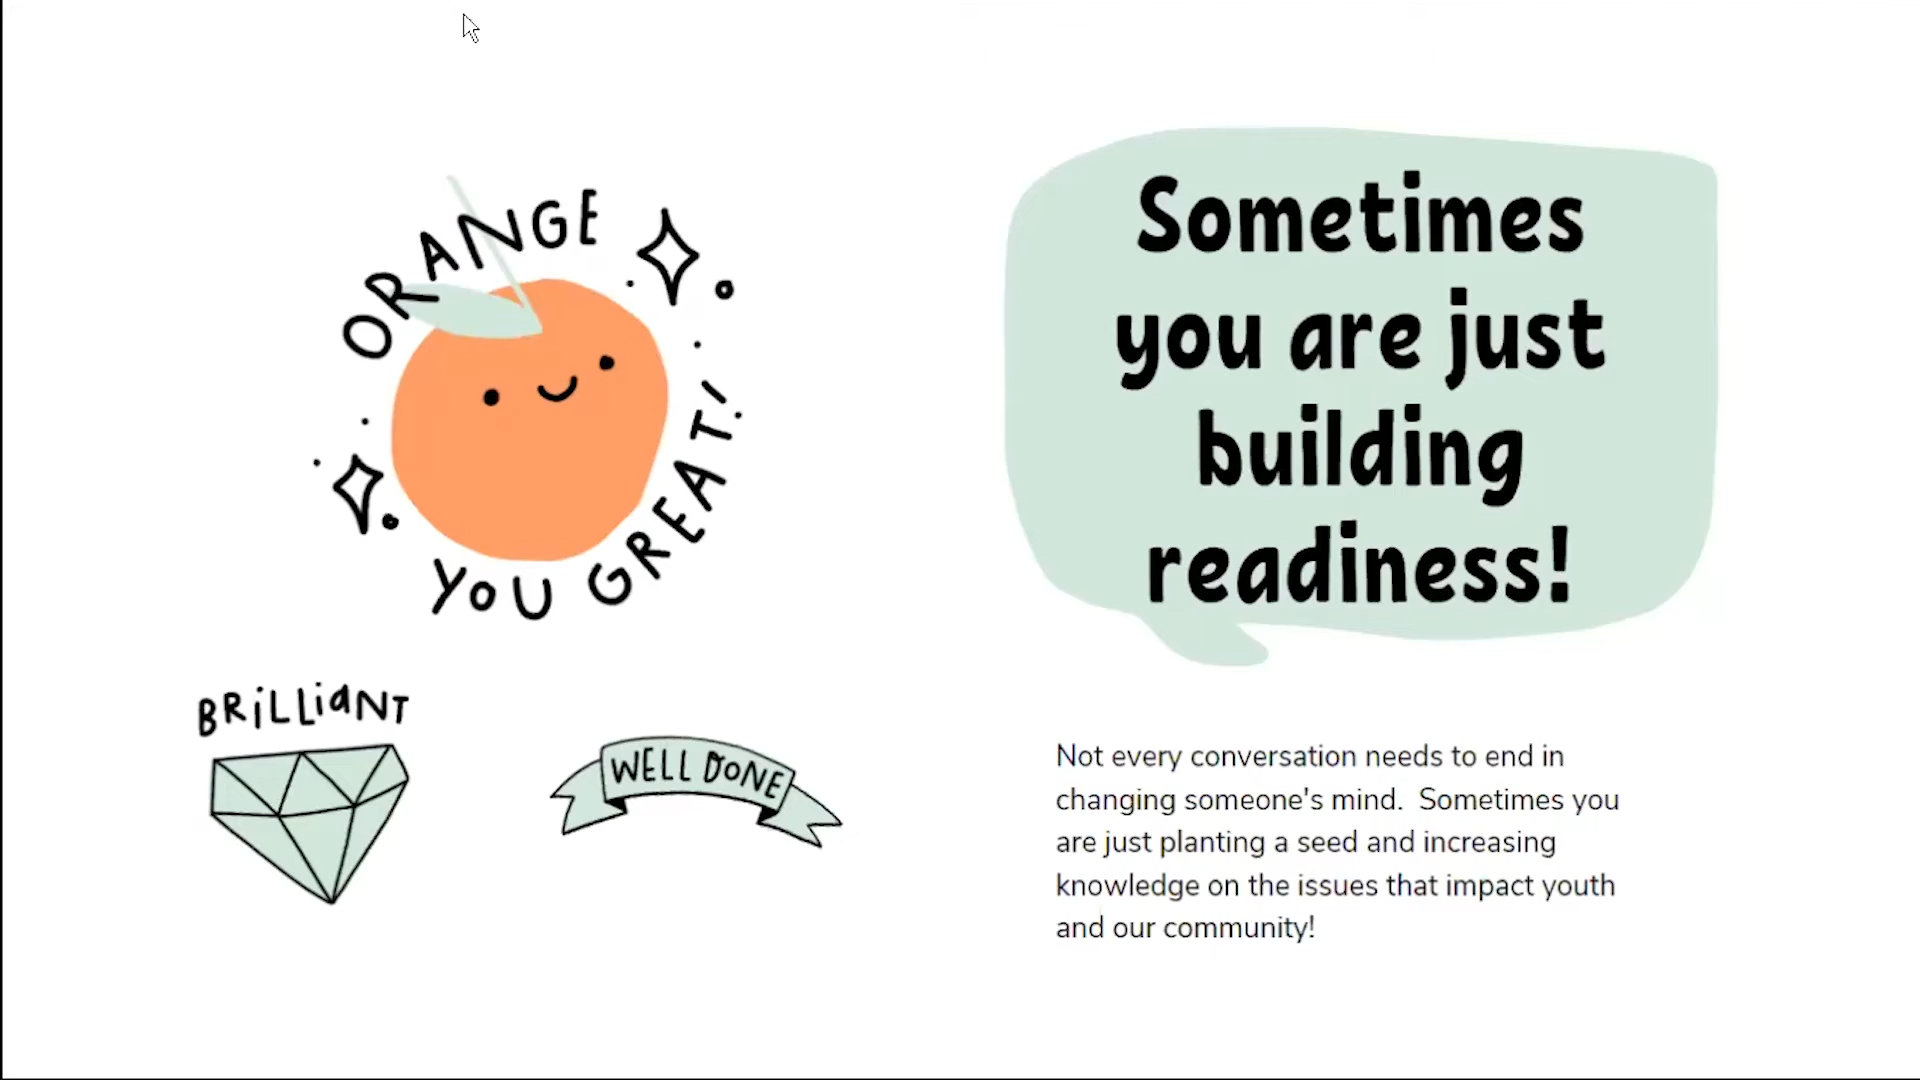 ORANGE
YOU GREAT!
BRiLLiaNT
WELL DONE
Sometimes
you are just
building
readiness!
Not every conversation needs to end in
changing someone's mind.  Sometimes you
are just planting a seed and increasing
knowledge on the issues that impact youth
and our community!